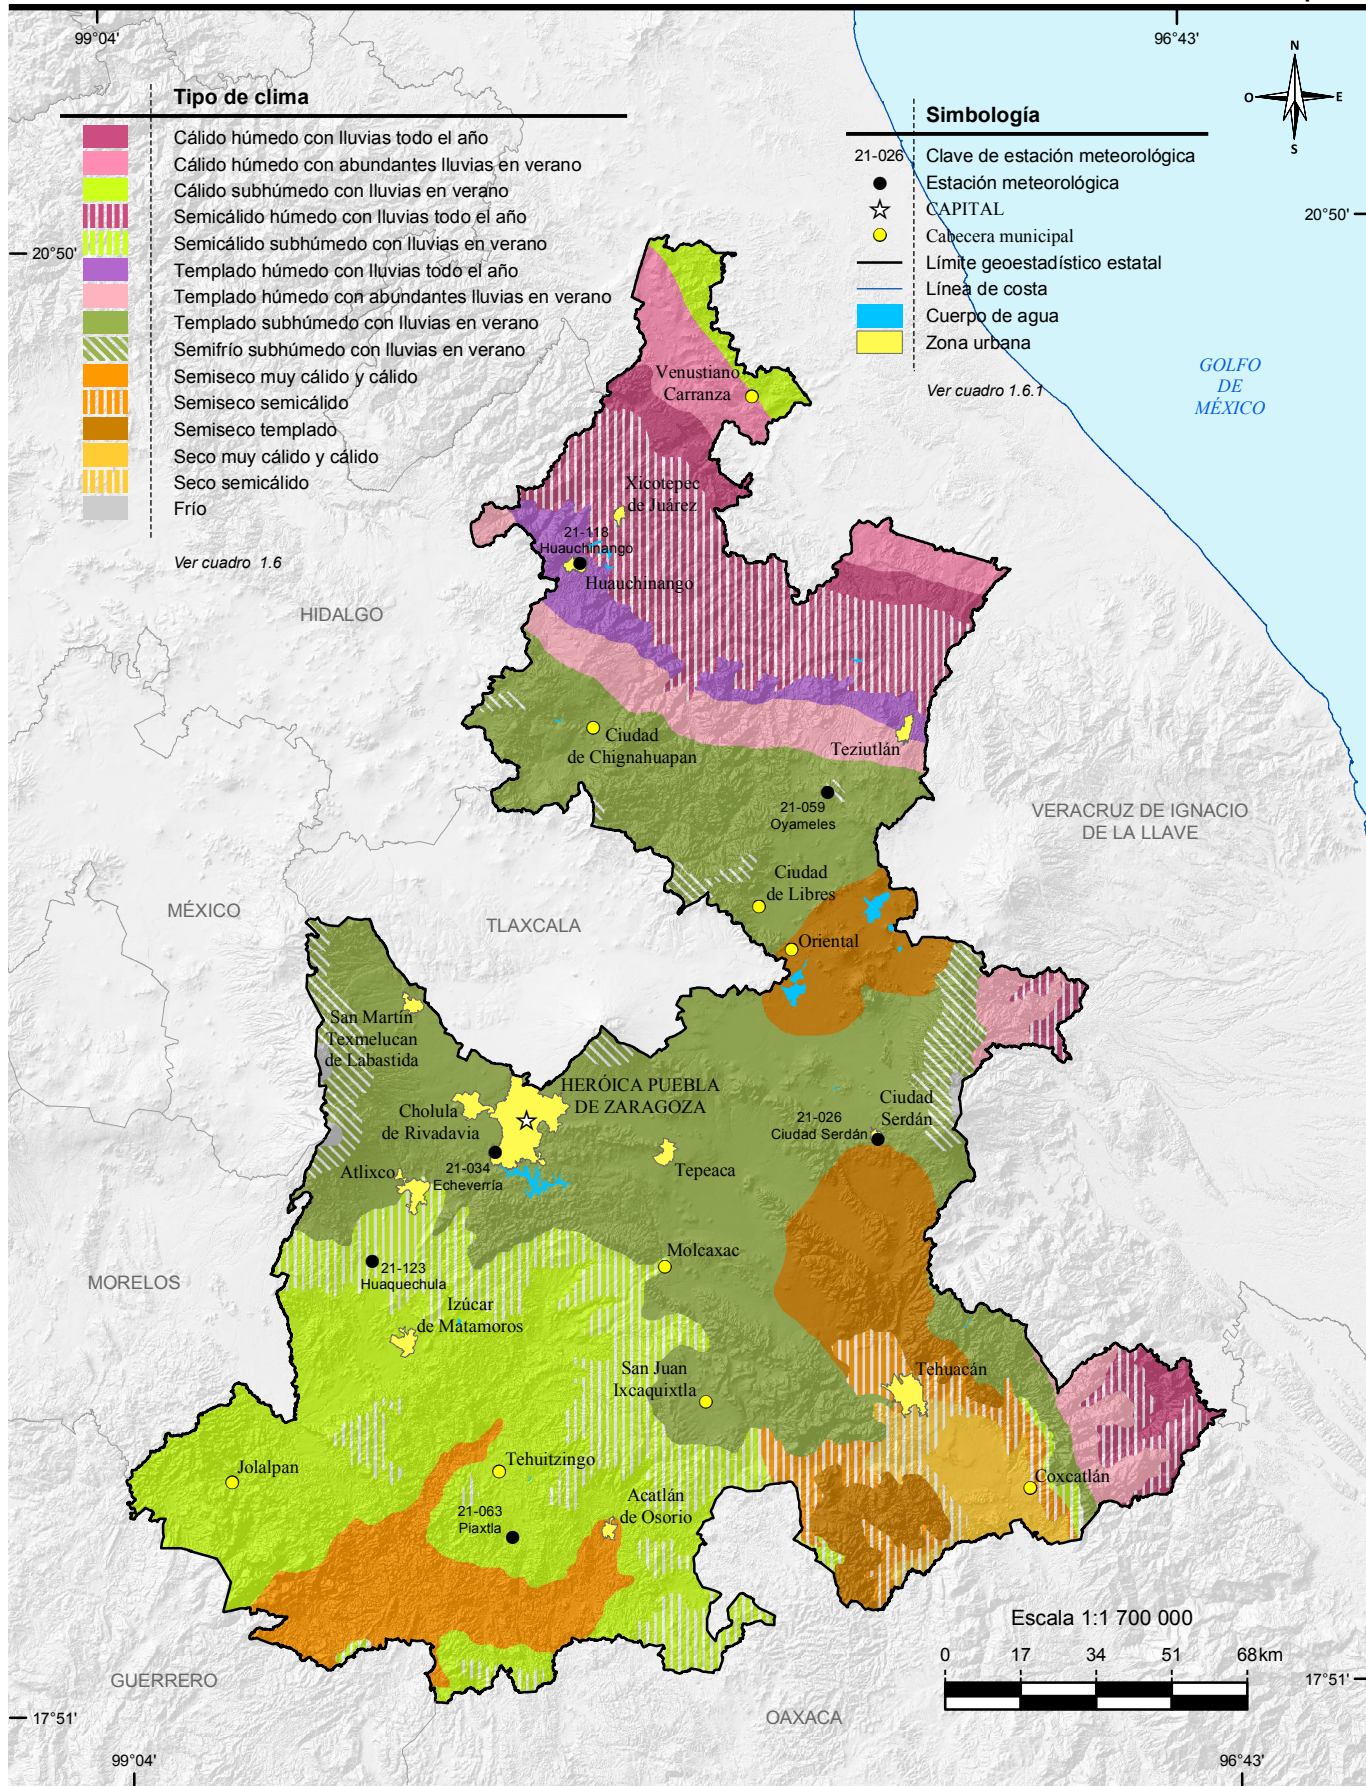 99°04'
96°43'
Tipo de clima
Cálido húmedo con lluvias todo el año
Cálido húmedo con abundantes lluvias en verano
Cálido subhúmedo con lluvias en verano
Semicálido húmedo con lluvias todo el año
Semicálido subhúmedo con lluvias en verano
Templado húmedo con lluvias todo el año
Templado húmedo con abundantes lluvias en verano
Templado subhúmedo con lluvias en verano
Semifrío subhúmedo con lluvias en verano
Semiseco muy cálido y cálido
Semiseco semicálido
Semiseco templado
Seco muy cálido y cálido
Seco semicálido
Frío
Ver cuadro 1.6
N
O
E
S
Simbología
21-026 Clave de estación meteorológica
Estación meteorológica
CAPITAL
Cabecera municipal
Límite geoestadístico estatal
Línea de costa
Cuerpo de agua
Zona urbana
Ver cuadro 1.6.1
20°50'
20°50'
GOLFO
DE
MÉXICO
Venustiano
Carranza
Xicotepec
de Juárez
21-118
Huauchinango
Huauchinango
HIDALGO
Ciudad
de Chignahuapan
Teziutlán
21-059
Oyameles
VERACRUZ DE IGNACIO
DE LA LLAVE
Ciudad
de Libres
MÉXICO
TLAXCALA
Oriental
San Martín
Texmelucan
de Labastida
HERÓICA PUEBLA
DE ZARAGOZA
Cholula
de Rivadavia
Ciudad
Serdán
21-026
Ciudad Serdán
Atlixco
21-034
Echeverría
Tepeaca
21-123
Huaquechula
Molcaxac
MORELOS
Izúcar
de Matamoros
San Juan
Ixcaquixtla
Tehuacán
Jolalpan
Tehuitzingo
Coxcatlán
21-063
Piaxtla
Acatlán
de Osorio
Escala 1:1 700 000
0 17 34 51 68 km
GUERRERO
OAXACA
17°51'
17°51'
99°04'
96°43'